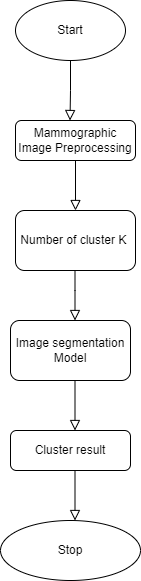 Start
Mammographic
Image Preprocessing
Number of cluster K
Image segmentation
Model
Cluster result
Stop